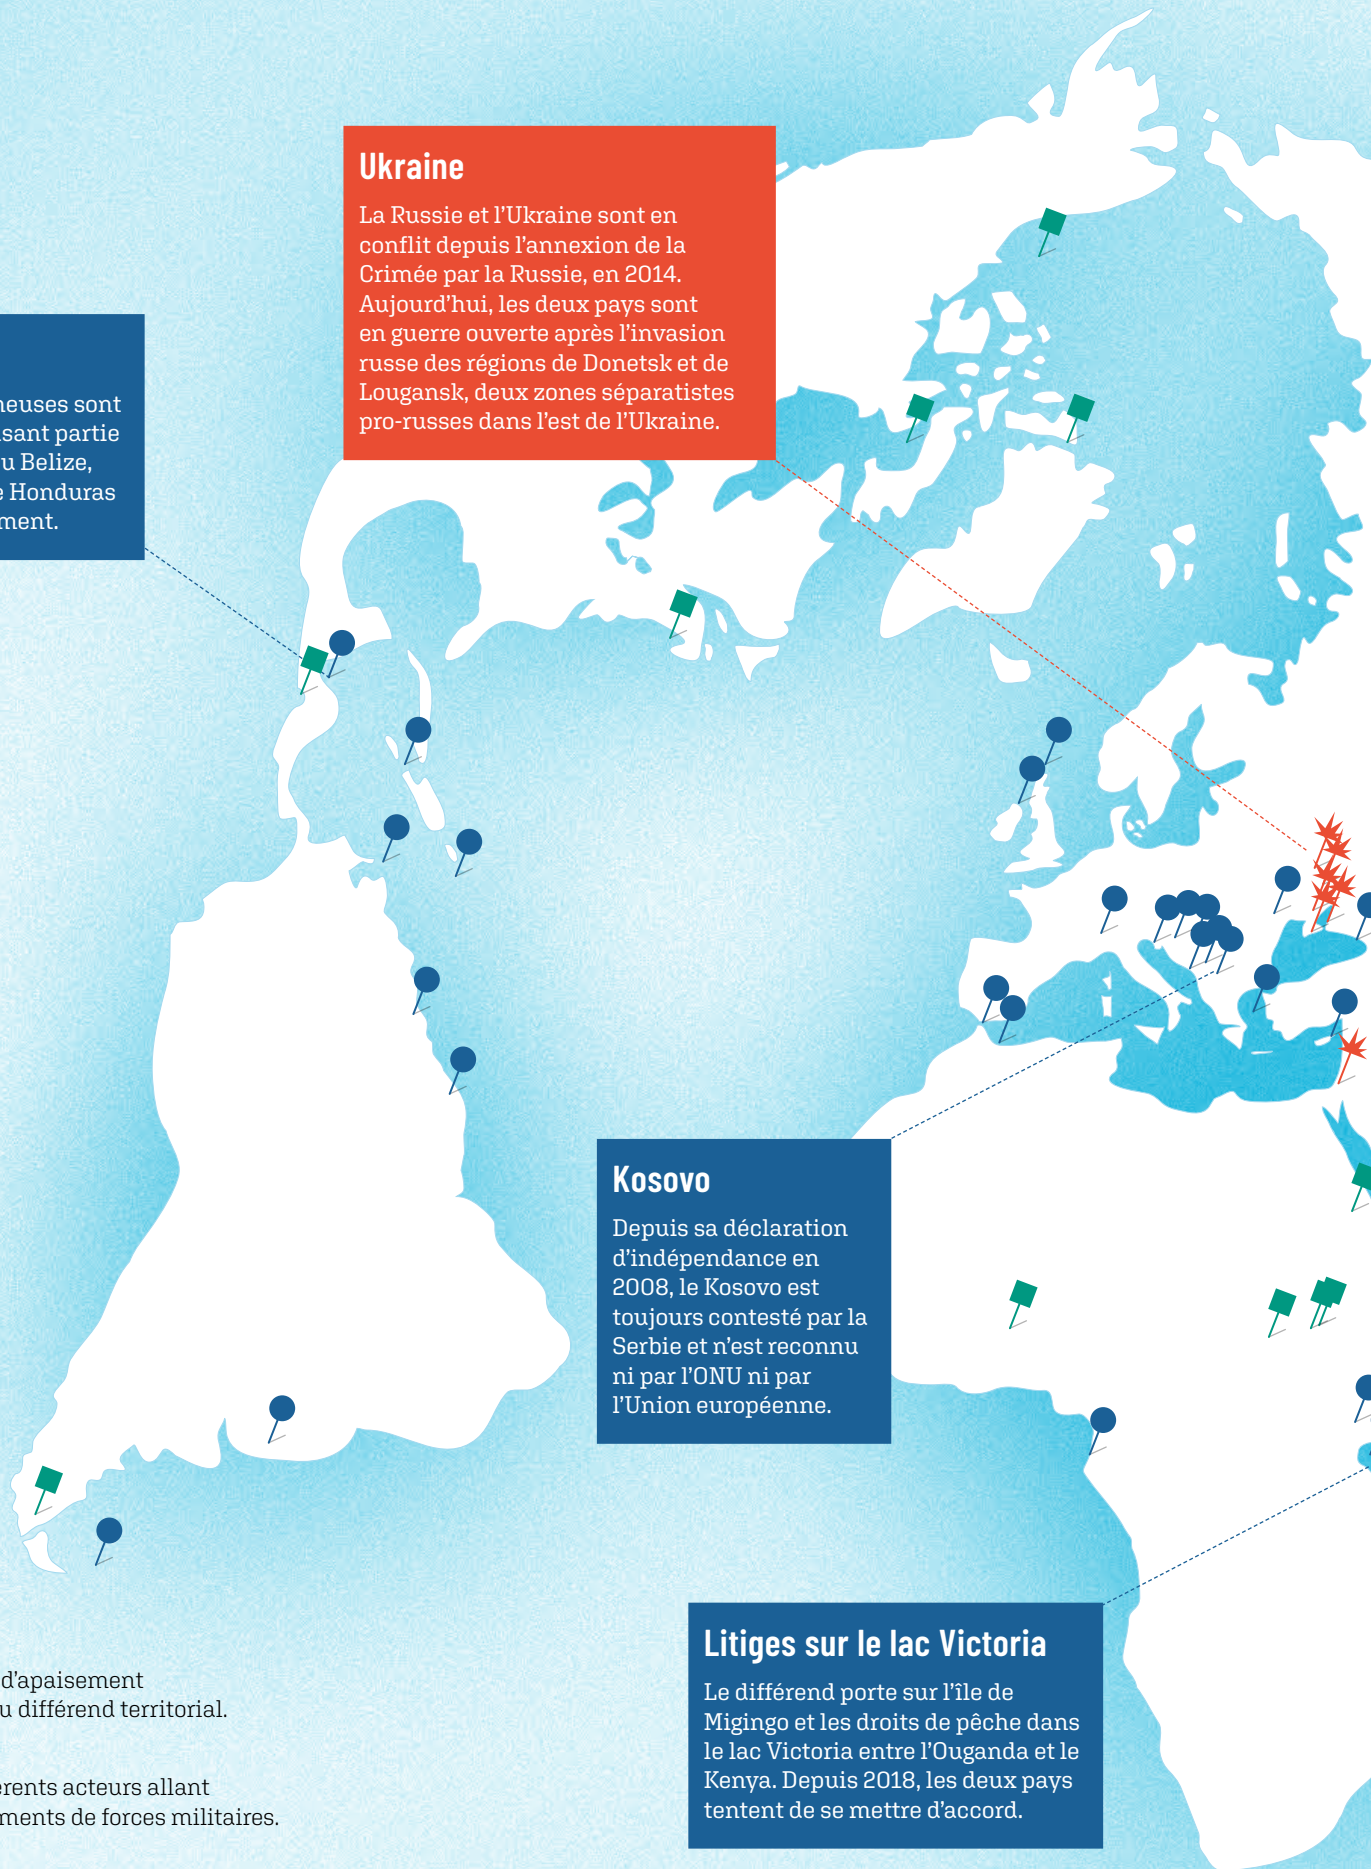 Ukraine
La Russie et l'Ukraine sont en
conflit depuis l'annexion de la
Crimée par la Russie, en 2014.
Aujourd'hui, les deux pays sont
en guerre ouverte après l'invasion
russe des régions de Donetsk et de
Lougansk, deux zones séparatistes
pro-russes dans l'est de l'Ukraine.
sont
partie
u Belize,
Honduras
Kosovo
Depuis sa déclaration
d'indépendance en
2008, le Kosovo est
toujours contesté par la
Serbie et n'est reconnu
ni par l'ONU ni par
l'Union européenne.
Litiges sur le lac Victoria
Le différend porte sur l'île de
Migingo et les droits de pêche dans
le lac Victoria entre l'Ouganda et le
Kenya. Depuis 2018, les deux pays
tentent de se mettre d'accord.
d'apaisement
u différend territorial.
érents acteurs allant
ments de forces militaires.